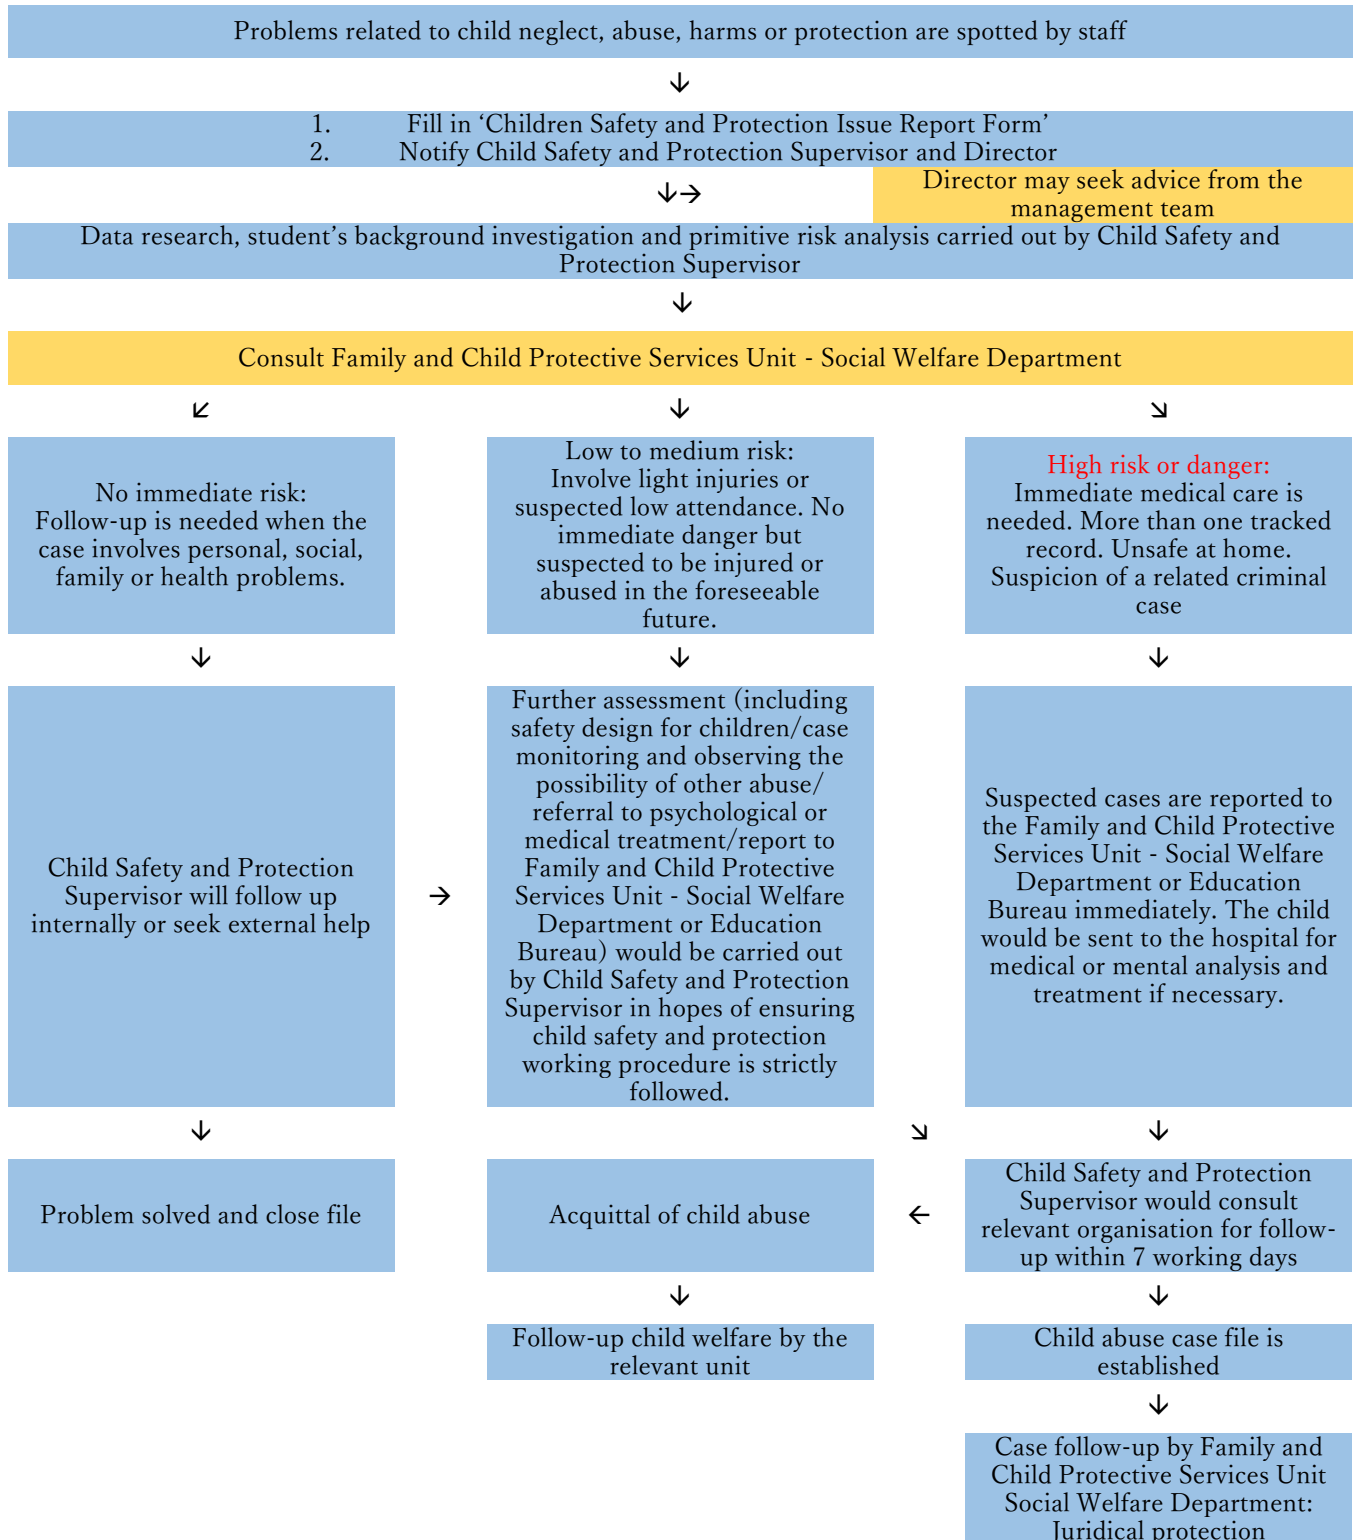 Problems related to child neglect, abuse, harms or protection are spotted by staff
↓
1. Fill in ‘Children Safety and Protection Issue Report Form’
2. Notify Child Safety and Protection Supervisor and Director
↓→
Director may seek advice from the
management team
Data research, student’s background investigation and primitive risk analysis carried out by Child Safety and
Protection Supervisor
↓
Consult Family and Child Protective Services Unit - Social Welfare Department
↙ ↓ ↘
No immediate risk:
Follow-up is needed when the
case involves personal, social,
family or health problems.
Low to medium risk:
Involve light injuries or
suspected low attendance. No
immediate danger but
suspected to be injured or
abused in the foreseeable
future.
High risk or danger:
Immediate medical care is
needed. More than one tracked
record. Unsafe at home.
Suspicion of a related criminal
case
↓ ↓ ↓
Child Safety and Protection
Supervisor will follow up
internally or seek external help
→
Further assessment (including
safety design for children/case
monitoring and observing the
possibility of other abuse/
referral to psychological or
medical treatment/report to
Family and Child Protective
Services Unit - Social Welfare
Department or Education
Bureau) would be carried out
by Child Safety and Protection
Supervisor in hopes of ensuring
child safety and protection
working procedure is strictly
followed.
Suspected cases are reported to
the Family and Child Protective
Services Unit - Social Welfare
Department or Education
Bureau immediately. The child
would be sent to the hospital for
medical or mental analysis and
treatment if necessary.
↓ ↘ ↓
Problem solved and close file
Acquittal of child abuse
←
Child Safety and Protection
Supervisor would consult
relevant organisation for follow-
up within 7 working days
↓ ↓
Follow-up child welfare by the
relevant unit
Child abuse case file is
established
↓
Case follow-up by Family and
Child Protective Services Unit
Social Welfare Department:
Juridical protection